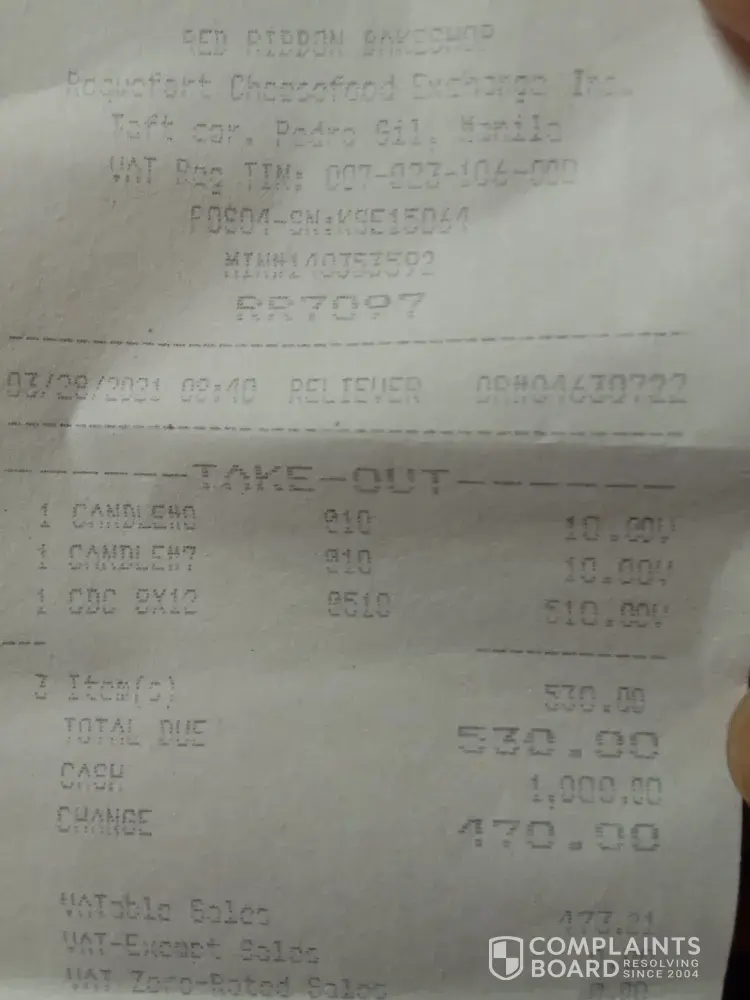 RED RIBBON BAKESHOP
Roquefort Cheesefood Exchange Inc.
Taft cor. Pedro Gil, Manila
VAT Reg TIN: 007-023-106-000
POS04-SN:KSE15064
MIN#140353592
RR7097
03/28/2021 08:40 RELIEVER OR#04630722
TAKE-OUT
1 CANDLE#0 @10 10.00V
1 CANDLE#7 @10 10.00V
1 CDC 8X12 @510 510.00V
3 Item(s) 530.00
TOTAL DUE 530.00
CASH 1,000.00
CHANGE 470.00
VATable Sales 473.21
VAT-Exempt Sales
VAT Zero-Rated Sales 0.00
COMPLAINTS
BOARD RESOLVING
SINCE 2004